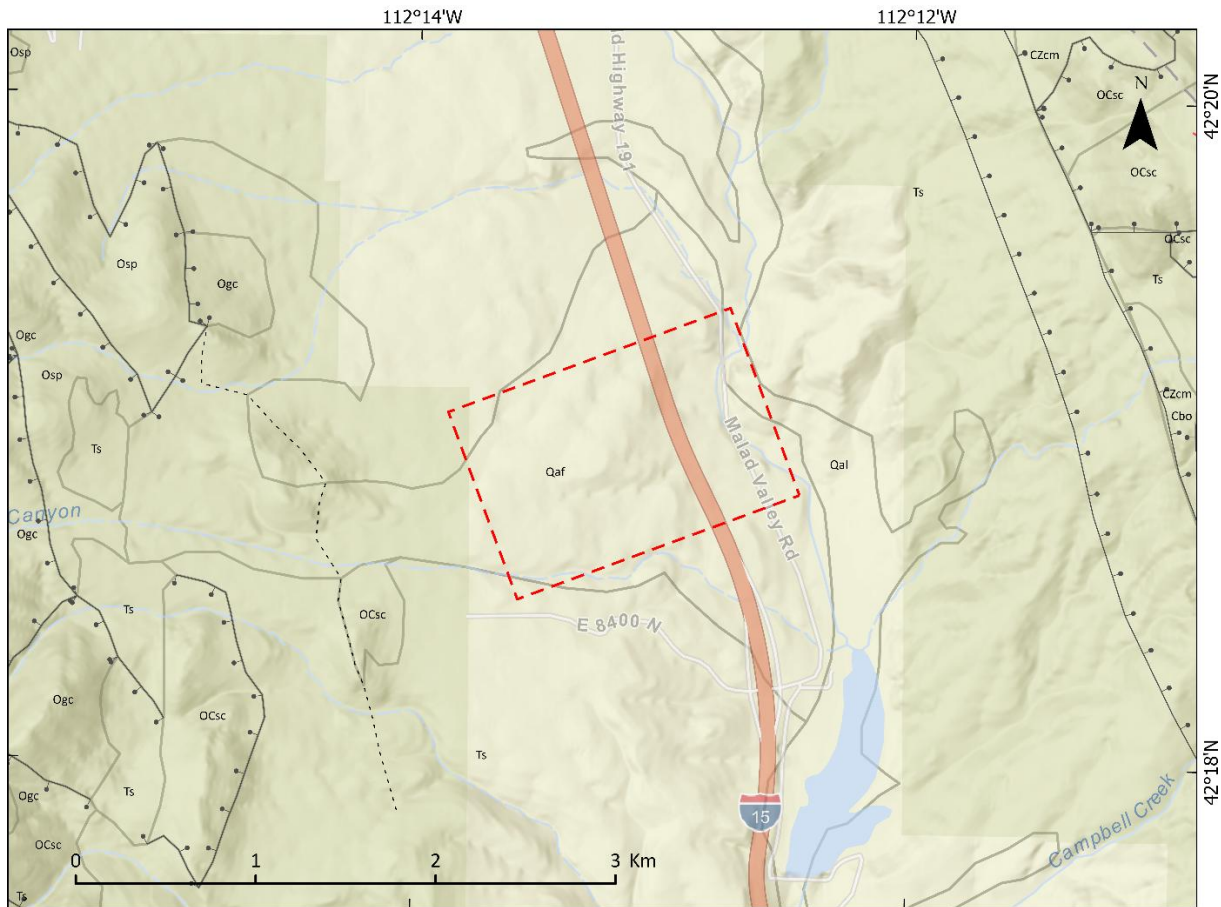 112°14'W
112°12'W
Osp
d Highway 191
CZcm
OCsc
N
42°20'N
OCsc
Ts
Osp
OCsc
Ogc
Ts
Ogc
Osp
CZcm
Cbo
Ts
Malad Valley Rd
Qaf
Qal
Canyon
Ogc
Ts
OCsc
E 8400 N
Ogc
OCsc
Ts
Ts
Ogc
15
42°18'N
Campbell Creek
OCsc
0 1 2 3 Km
Ts